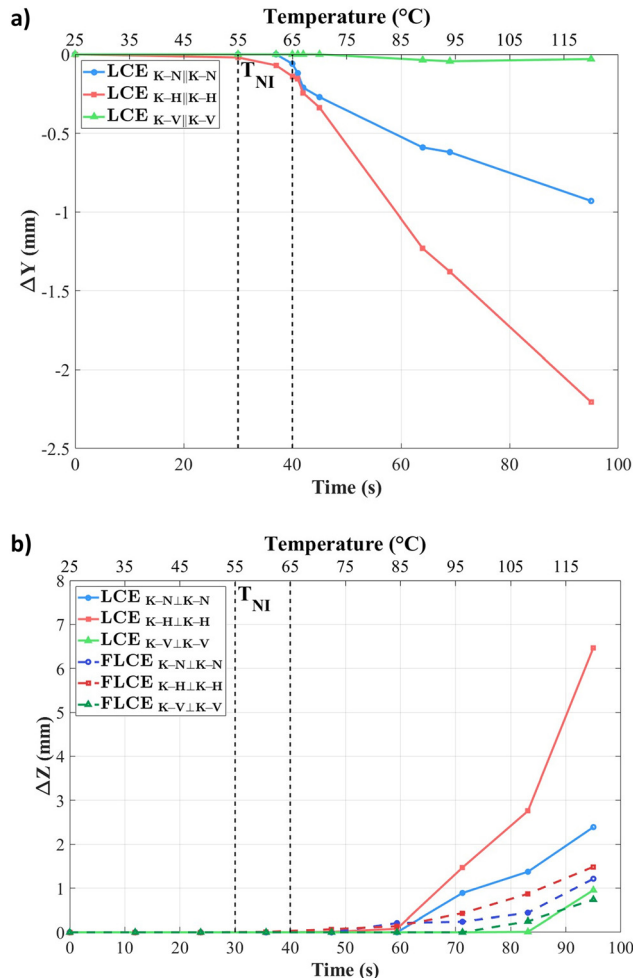 a)
Temperature (°C)
25 35 45 55 65 75 85 95 105 115
LCE K–N∥K–N
LCE K–H∥K–H
LCE K–V∥K–V
T NI
0
-0.5
-1
-1.5
-2
-2.5
ΔY (mm)
0 20 40 60 80 100
Time (s)
b)
Temperature (°C)
25 35 45 55 65 75 85 95 105 115
LCE K–N⊥K–N
LCE K–H⊥K–H
LCE K–V⊥K–V
FLCE K–N⊥K–N
FLCE K–H⊥K–H
FLCE K–V⊥K–V
T NI
8
7
6
5
4
3
2
1
0
ΔZ (mm)
0 10 20 30 40 50 60 70 80 90 100
Time (s)